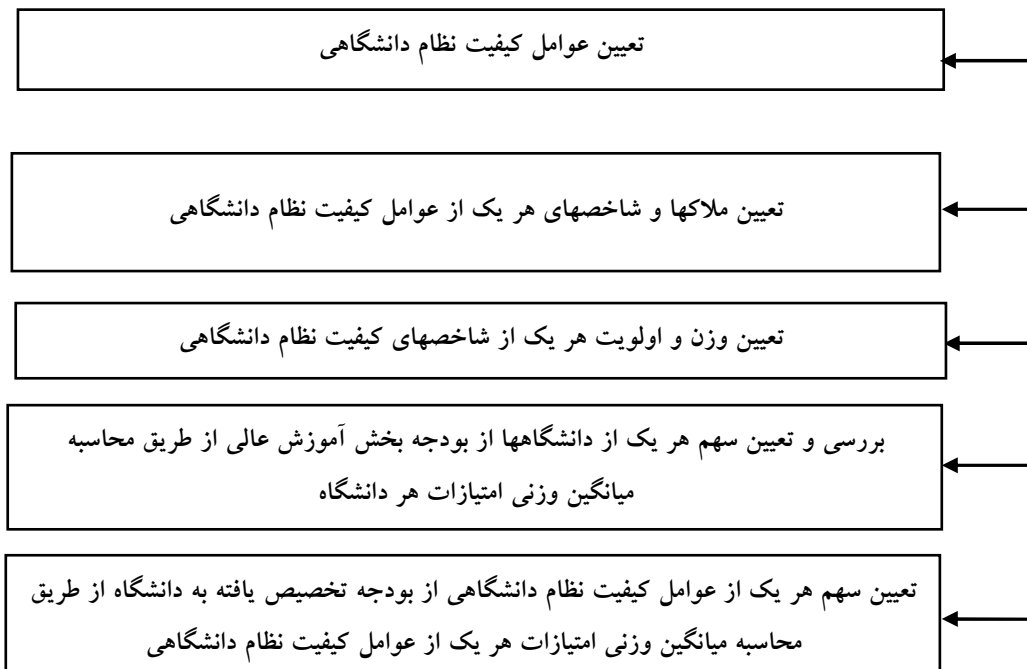 تعیین عوامل کیفیت نظام دانشگاهی
تعیین ملاکها و شاخصهای هر یک از عوامل کیفیت نظام دانشگاهی
تعیین وزن و اولویت هر یک از شاخصهای کیفیت نظام دانشگاهی
بررسی و تعیین سهم هر یک از دانشگاهها از بودجه بخش آموزش عالی از طریق محاسبه
میانگین وزنی امتیازات هر دانشگاه
تعیین سهم هر یک از عوامل کیفیت نظام دانشگاهی از بودجه تخصیص یافته به دانشگاه از طریق
محاسبه میانگین وزنی امتیازات هر یک از عوامل کیفیت نظام دانشگاهی